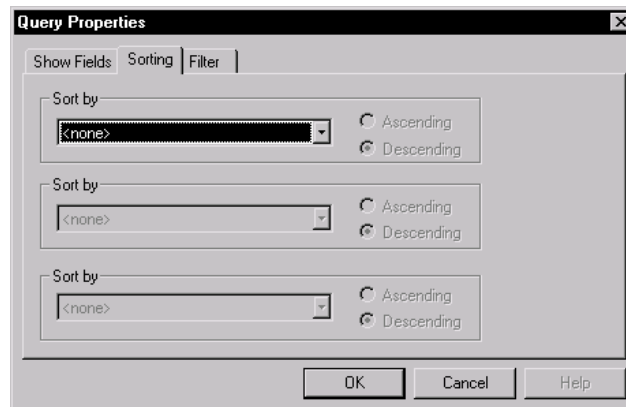 Query Properties
Show Fields
Sorting
Filter
Sort by
<none>
Ascending
Descending
Sort by
<none>
Ascending
Descending
Sort by
<none>
Ascending
Descending
OK
Cancel
Help